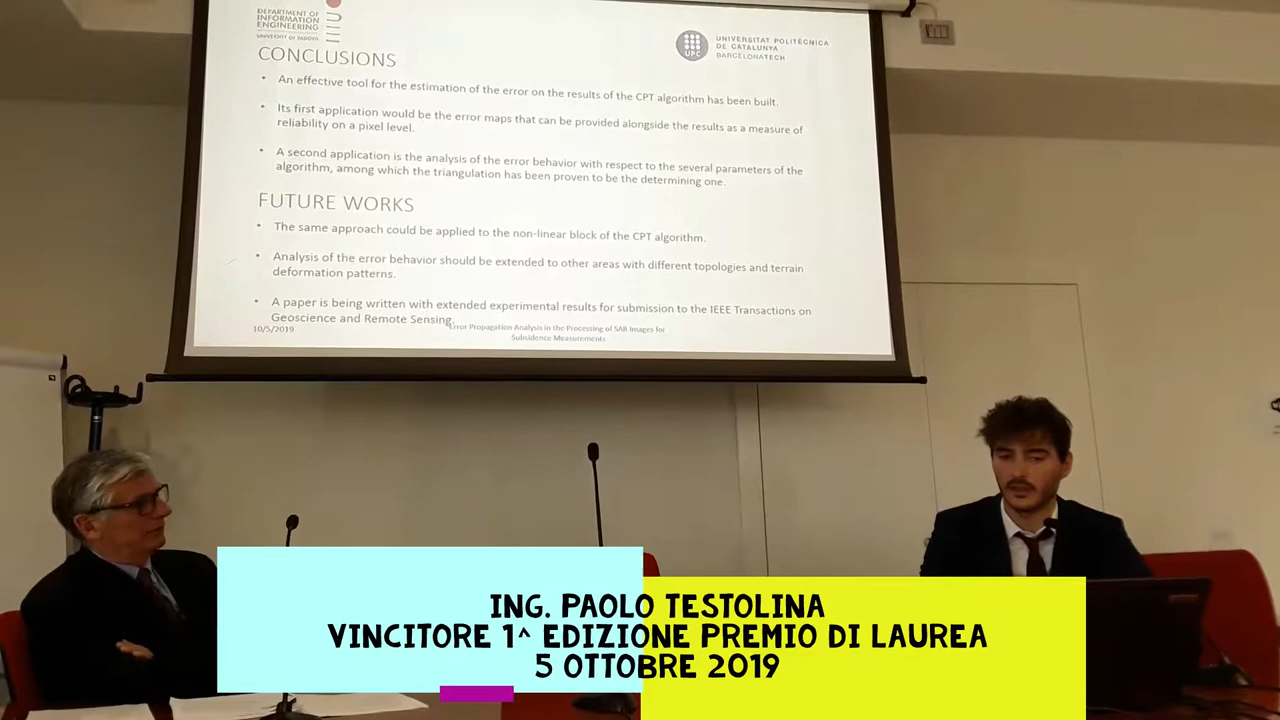 DEPARTMENT OF
INFORMATION
ENGINEERING
UNIVERSITY OF PADOVA
UNIVERSITAT POLITÈCNICA
DE CATALUNYA
BARCELONATECH
UPC
CONCLUSIONS
• An effective tool for the estimation of the error on the results of the CPT algorithm has been built.
• Its first application would be the error maps that can be provided alongside the results as a measure of
reliability on a pixel level.
• A second application is the analysis of the error behavior with respect to the several parameters of the
algorithm, among which the triangulation has been proven to be the determining one.
FUTURE WORKS
• The same approach could be applied to the non-linear block of the CPT algorithm.
• Analysis of the error behavior should be extended to other areas with different topologies and terrain
deformation patterns.
• A paper is being written with extended experimental results for submission to the IEEE Transactions on
Geoscience and Remote Sensing.
10/5/2019
Error Propagation Analysis in the Processing of SAR Images for
Subsidence Measurements
ING. PAOLO TESTOLINA
VINCITORE 1^ EDIZIONE PREMIO DI LAUREA
5 OTTOBRE 2019